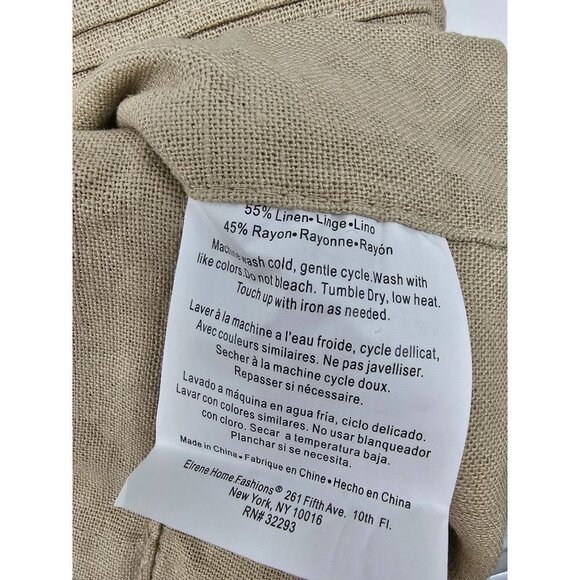 55% Linen•Linge•Lino
45% Rayon•Rayonne•Rayón
Machine wash cold, gentle cycle.Wash with
like colors.Do not bleach. Tumble Dry, low heat.
Touch up with iron as needed.
Laver à la machine a l'eau froide, cycle dellicat,
Avec couleurs similaires. Ne pas javelliser.
Secher à la machine cycle doux.
Repasser si nécessaire.
Lavado a máquina en agua fría, ciclo delicado.
Lavar con colores similares. No usar blanqueador
con cloro. Secar a temperatura baja.
Planchar si se necesita.
Made in China•Fabrique en Chine•Hecho en China
Elrene Home Fashions® 261 Fifth Ave. 10th Fl.
New York, NY 10016
RN# 32293